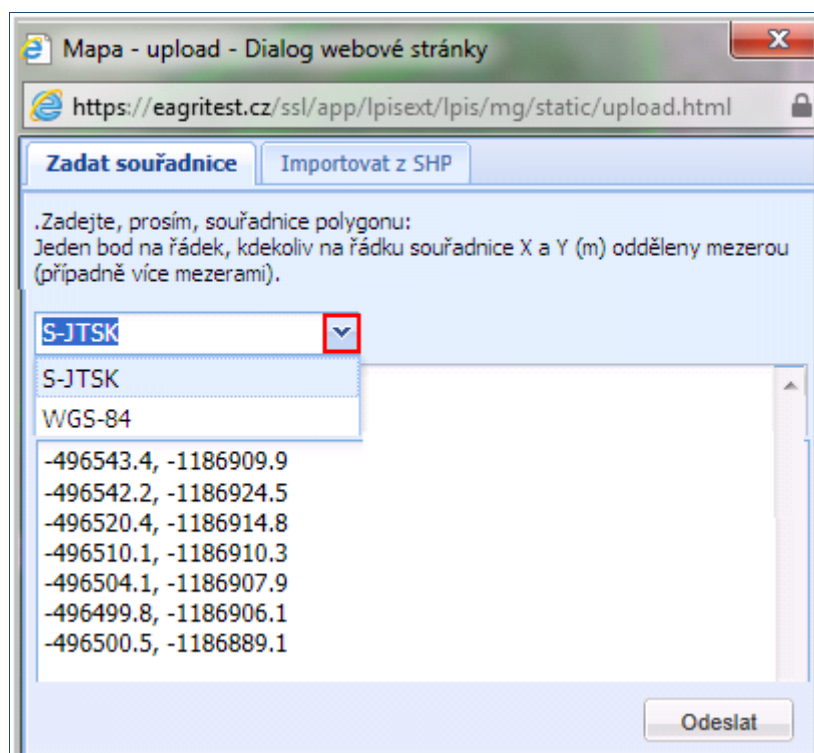 Mapa - upload - Dialog webové stránky
https://eagritest.cz/ssl/app/lpisext/lpis/mg/static/upload.html
Zadat souřadnice Importovat z SHP
.Zadejte, prosím, souřadnice polygonu:
Jeden bod na řádek, kdekoliv na řádku souřadnice X a Y (m) odděleny mezerou
(případně více mezerami).
S-JTSK
S-JTSK
WGS-84
-496543.4, -1186909.9
-496542.2, -1186924.5
-496520.4, -1186914.8
-496510.1, -1186910.3
-496504.1, -1186907.9
-496499.8, -1186906.1
-496500.5, -1186889.1
Odeslat